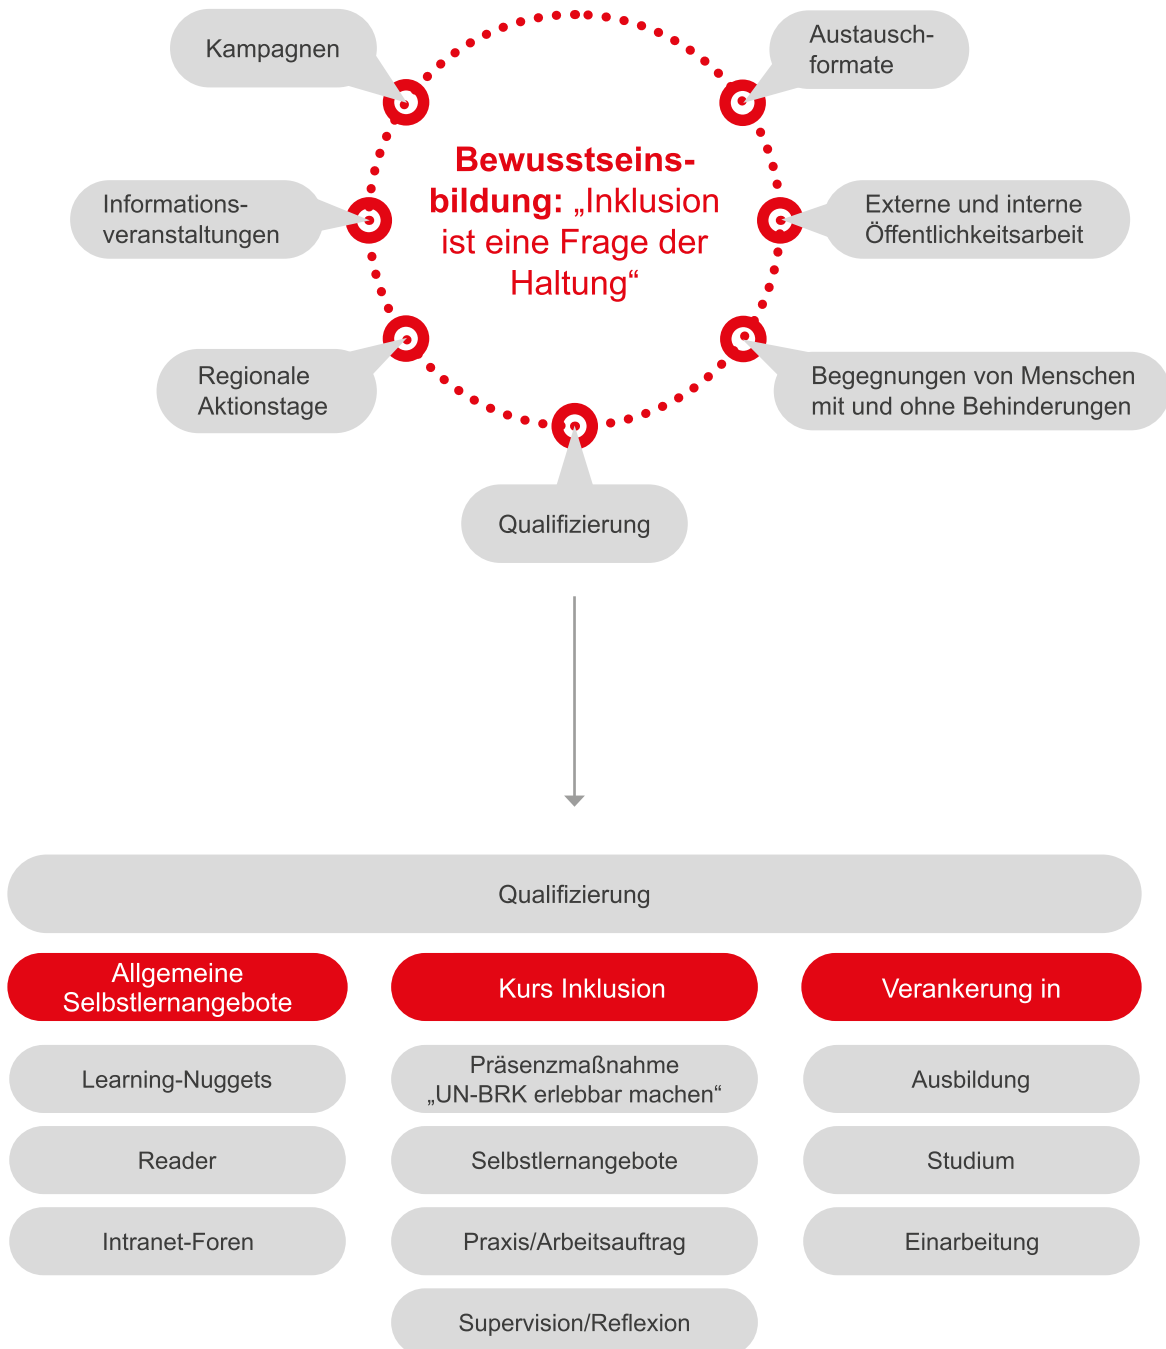 Kampagnen
Austausch-
formate
Bewusstseins-
bildung: „Inklusion
ist eine Frage der
Haltung“
Informations-
veranstaltungen
Externe und interne
Öffentlichkeitsarbeit
Regionale
Aktionstage
Begegnungen von Menschen
mit und ohne Behinderungen
Qualifizierung
Qualifizierung
Allgemeine
Selbstlernangebote
Learning-Nuggets
Reader
Intranet-Foren
Kurs Inklusion
Präsenzmaßnahme
„UN-BRK erlebbar machen“
Selbstlernangebote
Praxis/Arbeitsauftrag
Supervision/Reflexion
Verankerung in
Ausbildung
Studium
Einarbeitung